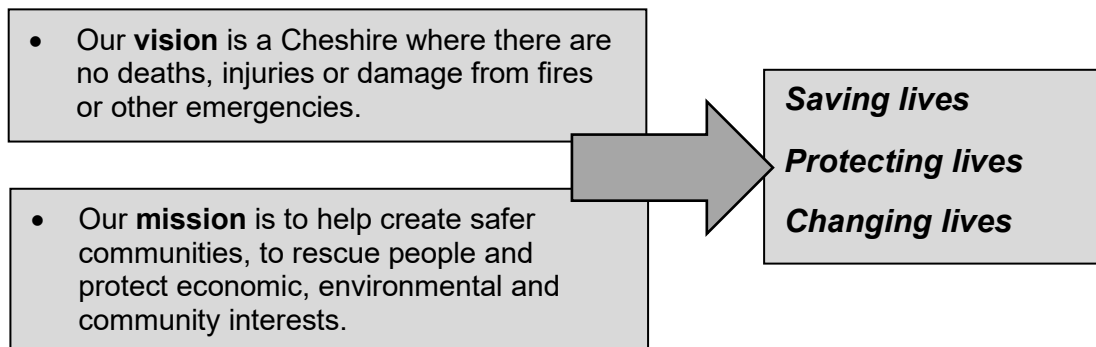 • Our vision is a Cheshire where there are
no deaths, injuries or damage from fires
or other emergencies.
• Our mission is to help create safer
communities, to rescue people and
protect economic, environmental and
community interests.
Saving lives
Protecting lives
Changing lives